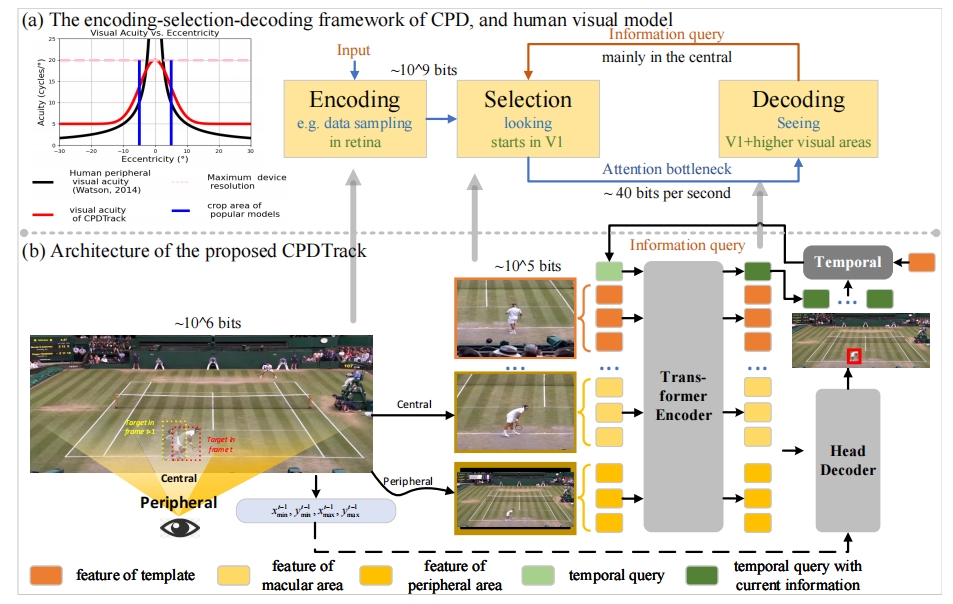 (a) The encoding-selection-decoding framework of CPD, and human visual model
Visual Acuity vs. Eccentricity
Acuity (cycles/°)
25
20
15
10
5
0
−30
−20
−10
0
10
20
30
Eccentricity (°)
Human peripheral
visual acuity
(Watson, 2014)
Maximum device
resolution
visual acuity
of CPDTrack
crop area of
popular models
Input
~10^9 bits
Encoding
e.g. data sampling
in retina
Information query
mainly in the central
Selection
looking
starts in V1
Decoding
Seeing
V1+higher visual areas
Attention bottleneck
~ 40 bits per second
(b) Architecture of the proposed CPDTrack
Information query
~10^5 bits
Temporal
...
~10^6 bits
Target in
frame t-1
Target in
frame t
Central
Peripheral
Central
Peripheral
x t−1 min, y t−1 min, x t−1 max, y t−1 max
...
...
...
Trans-
former
Encoder
...
Head
Decoder
feature of template
feature of
macular area
feature of
peripheral area
temporal query
temporal query with
current information